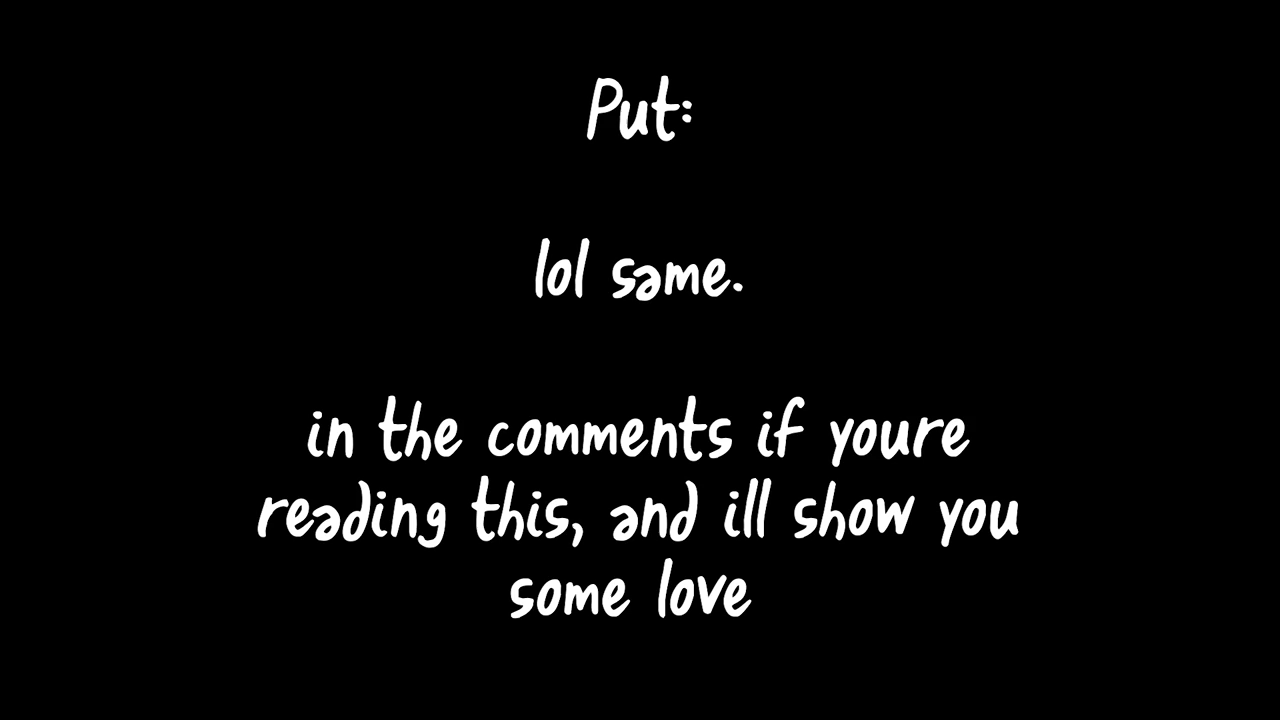 Put:
lol same.
in the comments if youre
reading this, and ill show you
some love